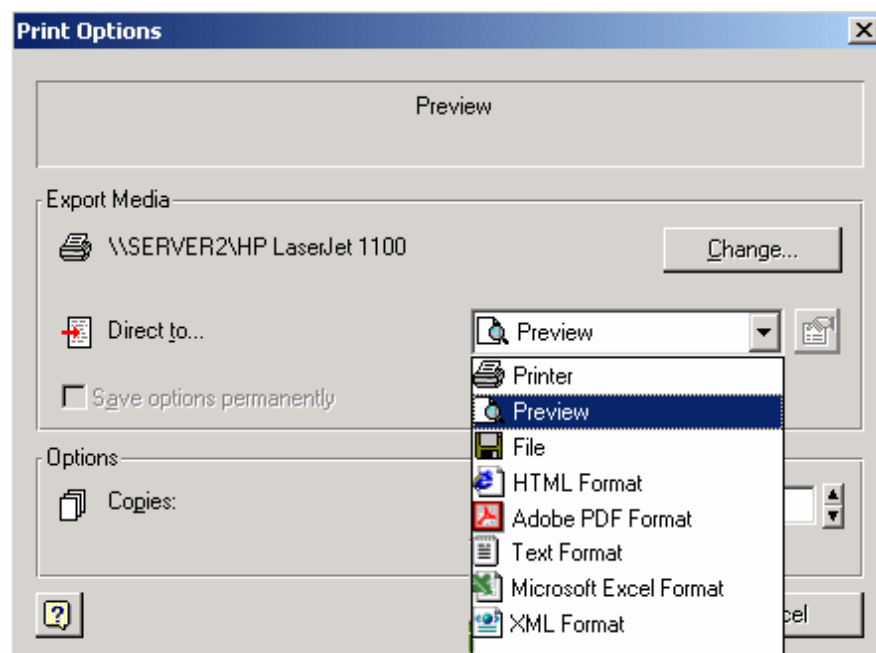 Print Options
Preview
Export Media
\\SERVER2\HP LaserJet 1100
Change...
Direct to...
Preview
Printer
Save options permanently
Preview
File
Options
HTML Format
Copies:
Adobe PDF Format
Text Format
Microsoft Excel Format
XML Format